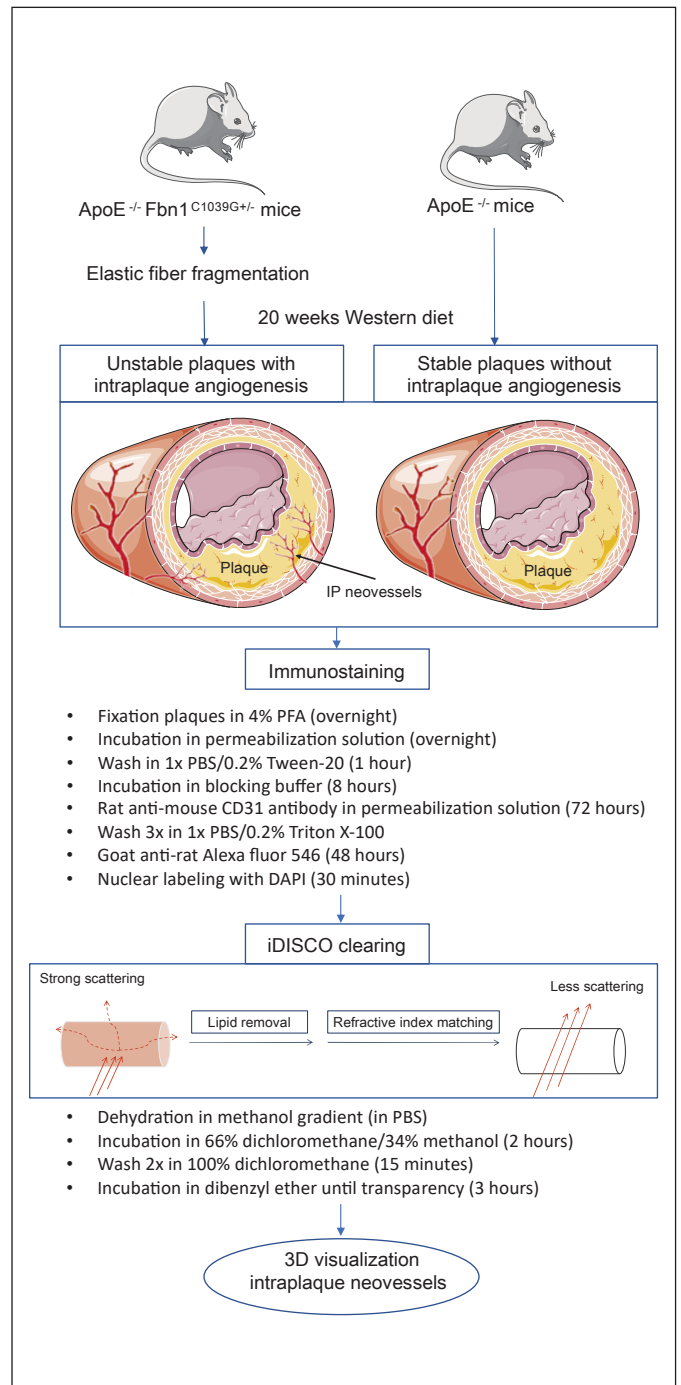 ApoE -/- Fbn1 C1039G+/- mice
ApoE -/- mice
Elastic fiber fragmentation
20 weeks Western diet
Unstable plaques with
intraplaque angiogenesis
Stable plaques without
intraplaque angiogenesis
Plaque
IP neovessels
Plaque
Immunostaining
• Fixation plaques in 4% PFA (overnight)
• Incubation in permeabilization solution (overnight)
• Wash in 1x PBS/0.2% Tween-20 (1 hour)
• Incubation in blocking buffer (8 hours)
• Rat anti-mouse CD31 antibody in permeabilization solution (72 hours)
• Wash 3x in 1x PBS/0.2% Triton X-100
• Goat anti-rat Alexa fluor 546 (48 hours)
• Nuclear labeling with DAPI (30 minutes)
iDISCO clearing
Strong scattering
Lipid removal
Refractive index matching
Less scattering
• Dehydration in methanol gradient (in PBS)
• Incubation in 66% dichloromethane/34% methanol (2 hours)
• Wash 2x in 100% dichloromethane (15 minutes)
• Incubation in dibenzyl ether until transparency (3 hours)
3D visualization
intraplaque neovessels